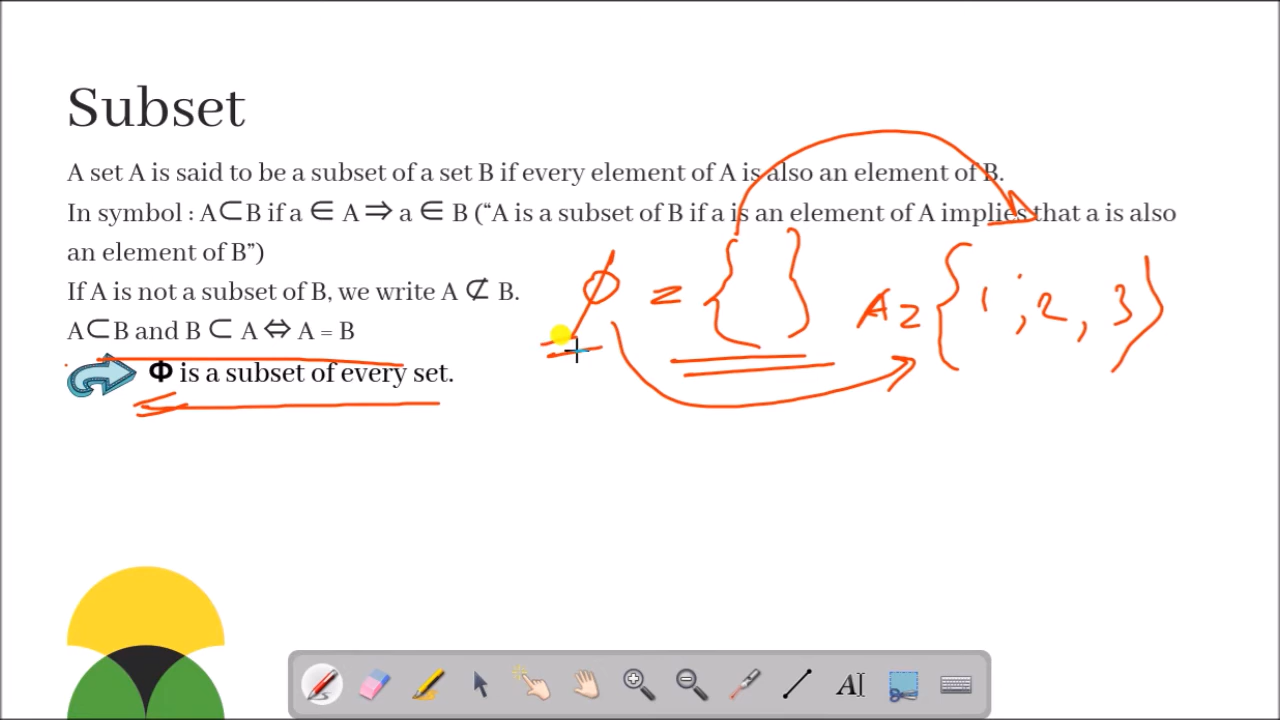 Subset
A set A is said to be a subset of a set B if every element of A is also an element of B.
In symbol : A⊂B if a ∈ A ⇒ a ∈ B (“A is a subset of B if a is an element of A implies that a is also
an element of B”)
If A is not a subset of B, we write A ⊄ B.
A⊂B and B ⊂ A ⇔ A = B
Φ is a subset of every set.
ϕ = { } A = {1, 2, 3}
AI